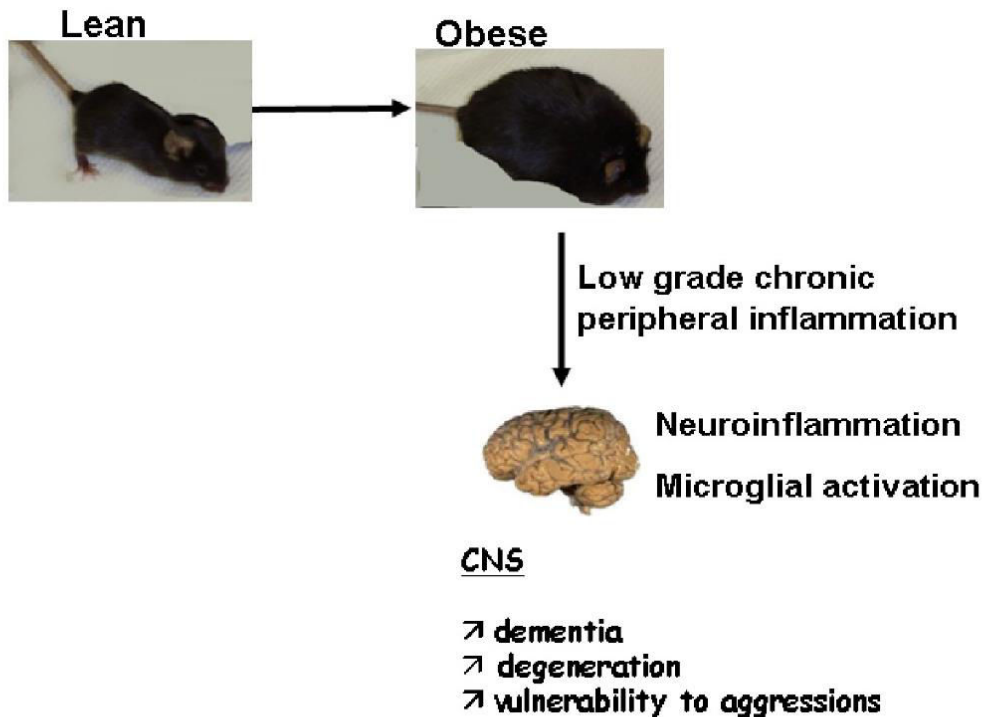 Lean
Obese
Low grade chronic
peripheral inflammation
Neuroinflammation
Microglial activation
CNS
↗ dementia
↗ degeneration
↗ vulnerability to aggressions